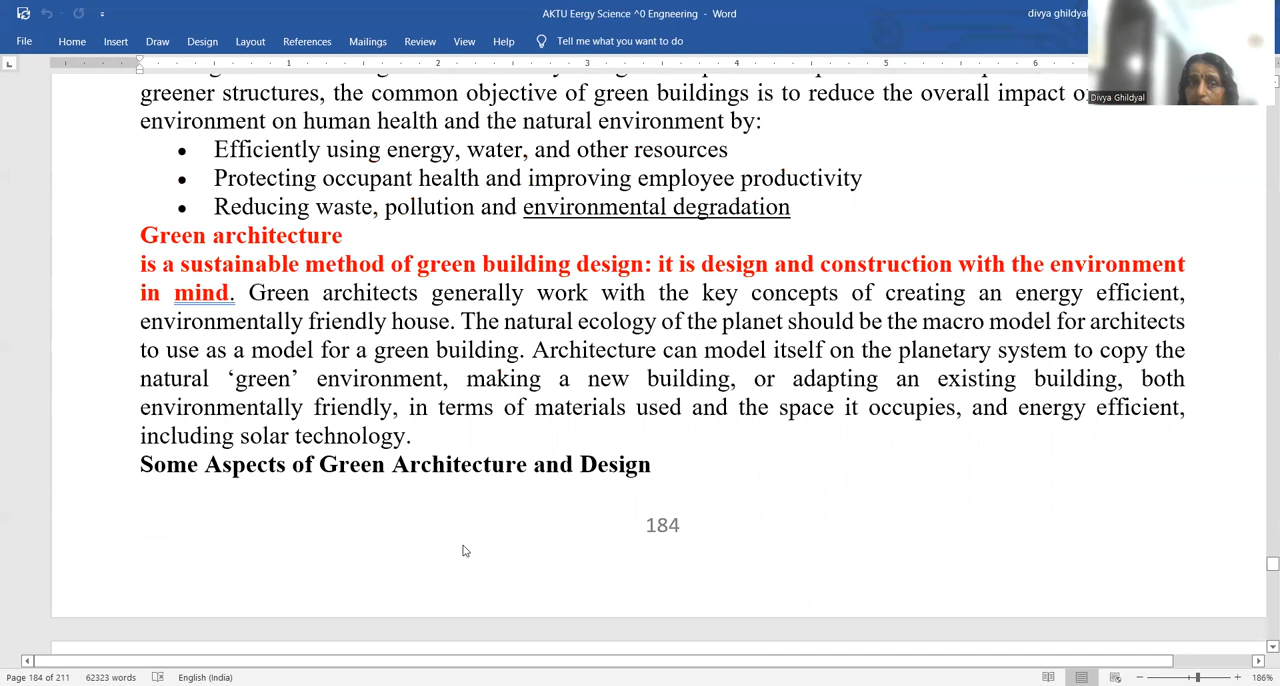 AKTU Eergy Science ^0 Engneering - Word
divya ghildyal
File Home Insert Draw Design Layout References Mailings Review View Help Tell me what you want to do
1 2 3 4 5 6
Divya Ghildyal
greener structures, the common objective of green buildings is to reduce the overall impact
environment on human health and the natural environment by:
• Efficiently using energy, water, and other resources
• Protecting occupant health and improving employee productivity
• Reducing waste, pollution and environmental degradation
Green architecture
is a sustainable method of green building design: it is design and construction with the environment
in mind. Green architects generally work with the key concepts of creating an energy efficient,
environmentally friendly house. The natural ecology of the planet should be the macro model for architects
to use as a model for a green building. Architecture can model itself on the planetary system to copy the
natural ‘green’ environment, making a new building, or adapting an existing building, both
environmentally friendly, in terms of materials used and the space it occupies, and energy efficient,
including solar technology.
Some Aspects of Green Architecture and Design
184
Page 184 of 211 62323 words English (India) 186%